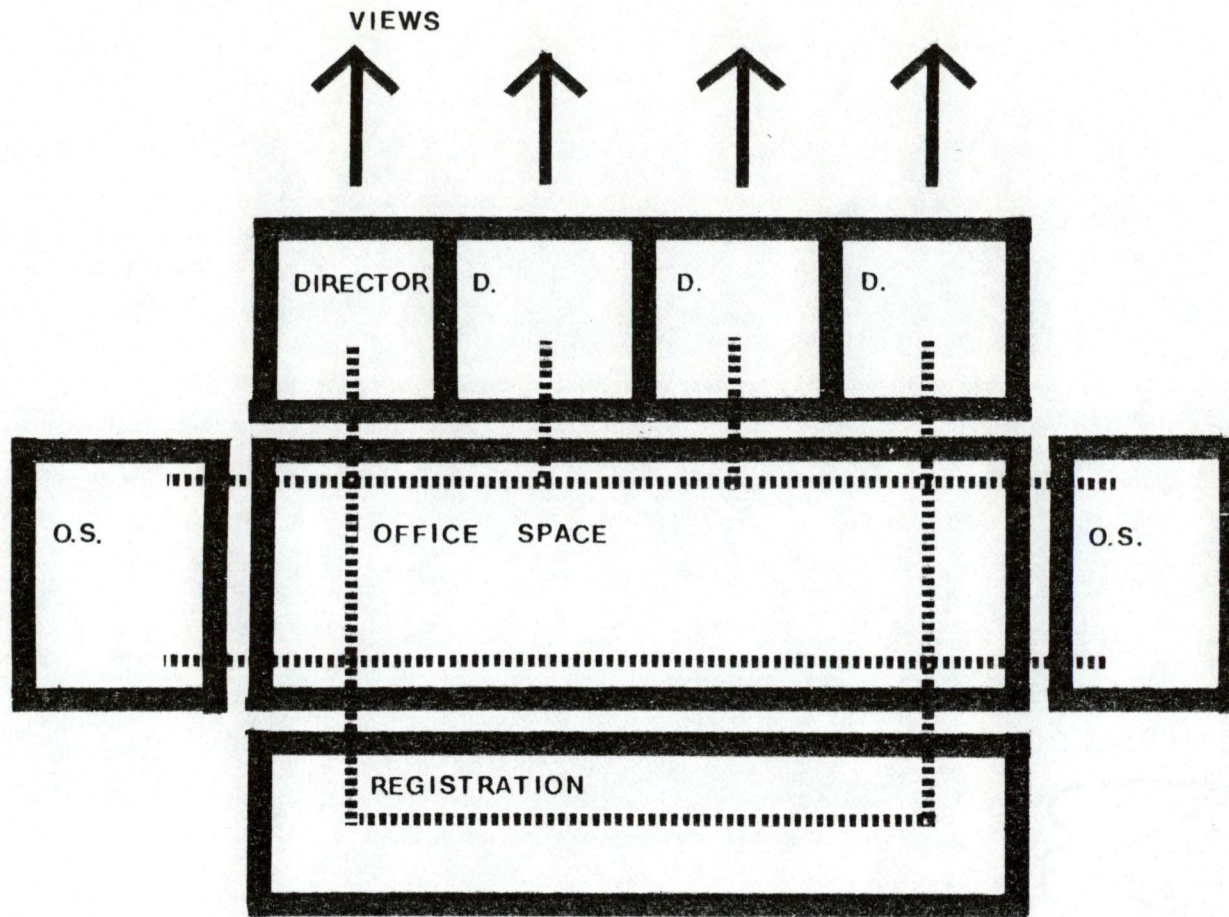 VIEWS
DIRECTOR D. D. D.
O.S. OFFICE SPACE O.S.
REGISTRATION